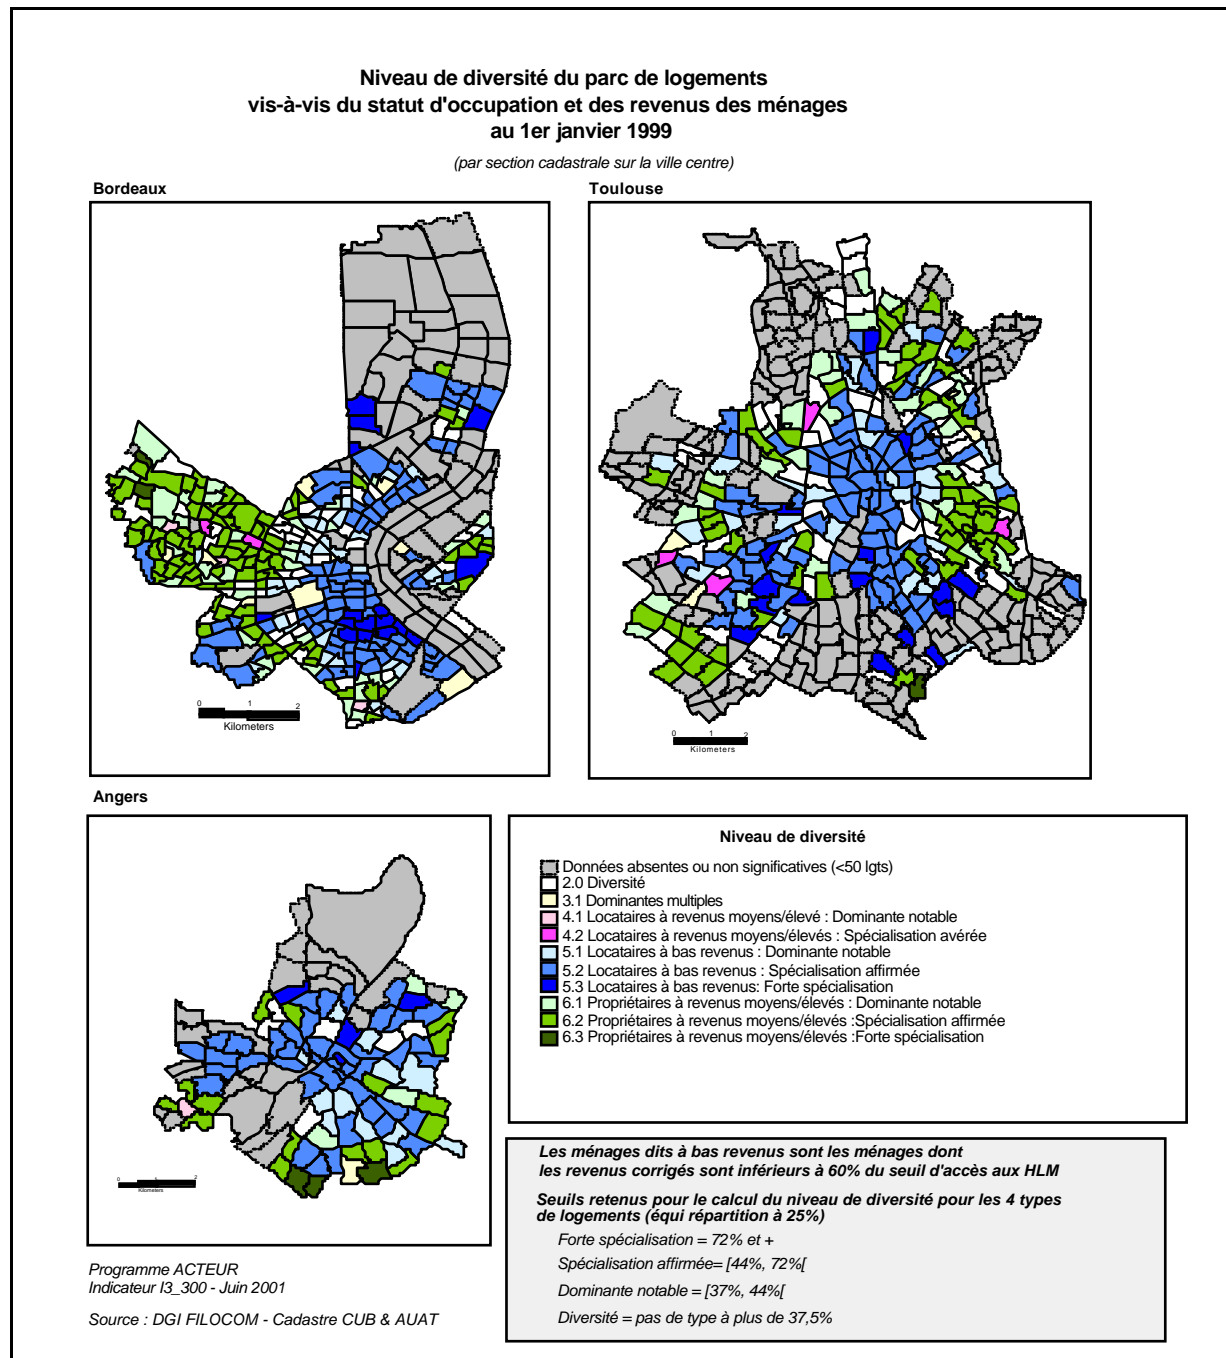 Niveau de diversité du parc de logements
vis-à-vis du statut d'occupation et des revenus des ménages
au 1er janvier 1999
(par section cadastrale sur la ville centre)
Bordeaux
Toulouse
0 1 2
Kilometers
0 1 2
Kilometers
Angers
0 1 2
Kilometers
Niveau de diversité
Données absentes ou non significatives (<50 lgts)
2.0 Diversité
3.1 Dominantes multiples
4.1 Locataires à revenus moyens/élevé : Dominante notable
4.2 Locataires à revenus moyens/élevés : Spécialisation avérée
5.1 Locataires à bas revenus : Dominante notable
5.2 Locataires à bas revenus : Spécialisation affirmée
5.3 Locataires à bas revenus: Forte spécialisation
6.1 Propriétaires à revenus moyens/élevés : Dominante notable
6.2 Propriétaires à revenus moyens/élevés :Spécialisation affirmée
6.3 Propriétaires à revenus moyens/élevés :Forte spécialisation
Les ménages dits à bas revenus sont les ménages dont
les revenus corrigés sont inférieurs à 60% du seuil d'accès aux HLM
Seuils retenus pour le calcul du niveau de diversité pour les 4 types
de logements (équi répartition à 25%)
Forte spécialisation = 72% et +
Spécialisation affirmée= [44%, 72%[
Dominante notable = [37%, 44%[
Diversité = pas de type à plus de 37,5%
Programme ACTEUR
Indicateur I3_300 - Juin 2001
Source : DGI FILOCOM - Cadastre CUB & AUAT